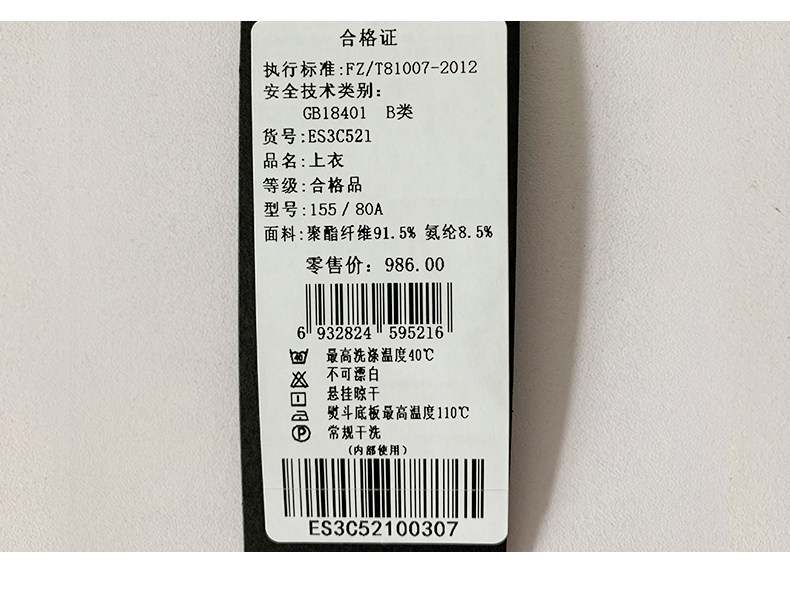 合格证
执行标准:FZ/T81007-2012
安全技术类别:
GB18401 B类
货号:ES3C521
品名:上衣
等级:合格品
型号:155/80A
面料:聚酯纤维91.5% 氨纶8.5%
零售价: 986.00
6 932824 595216
40 最高洗涤温度40℃
不可漂白
悬挂晾干
熨斗底板最高温度110℃
P 常规干洗
(内部使用)
ES3C52100307